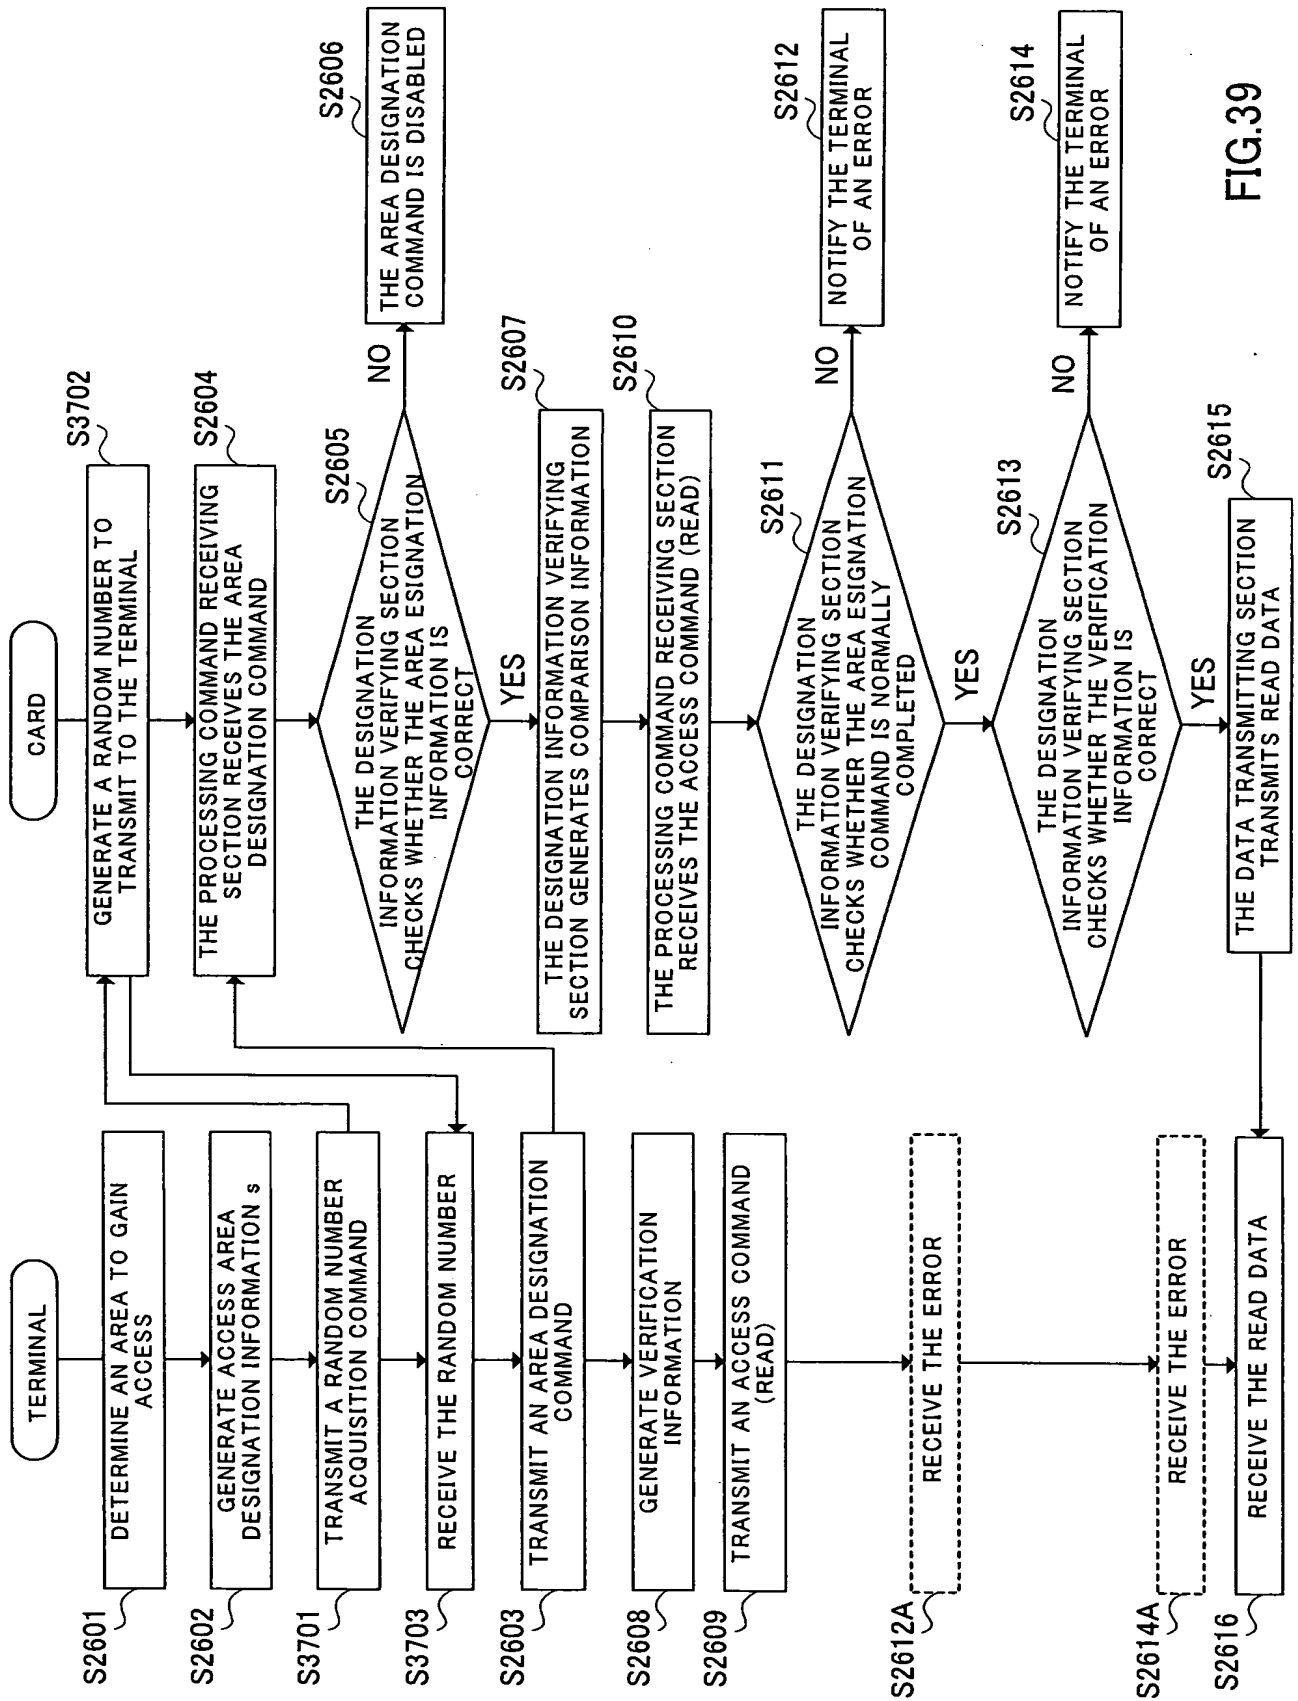 TERMINAL
S2601
DETERMINE AN AREA TO GAIN
ACCESS
S2602
GENERATE ACCESS AREA
DESIGNATION INFORMATION s
S3701
TRANSMIT A RANDOM NUMBER
ACQUISITION COMMAND
S3703
RECEIVE THE RANDOM NUMBER
S2603
TRANSMIT AN AREA DESIGNATION
COMMAND
S2608
GENERATE VERIFICATION
INFORMATION
S2609
TRANSMIT AN ACCESS COMMAND
(READ)
S2612A
RECEIVE THE ERROR
S2614A
RECEIVE THE ERROR
S2616
RECEIVE THE READ DATA
CARD
S3702
GENERATE A RANDOM NUMBER TO
TRANSMIT TO THE TERMINAL
S2604
THE PROCESSING COMMAND RECEIVING
SECTION RECEIVES THE AREA
DESIGNATION COMMAND
S2605
THE DESIGNATION
INFORMATION VERIFYING SECTION
CHECKS WHETHER THE AREA ESIGNATION
INFORMATION IS
CORRECT
NO
S2606
THE AREA DESIGNATION
COMMAND IS DISABLED
YES
S2607
THE DESIGNATION INFORMATION VERIFYING
SECTION GENERATES COMPARISON INFORMATION
S2610
THE PROCESSING COMMAND RECEIVING SECTION
RECEIVES THE ACCESS COMMAND (READ)
S2611
THE DESIGNATION
INFORMATION VERIFYING SECTION
CHECKS WHETHER THE AREA ESIGNATION
COMMAND IS NORMALLY
COMPLETED
NO
S2612
NOTIFY THE TERMINAL
OF AN ERROR
YES
S2613
THE DESIGNATION
INFORMATION VERIFYING SECTION
CHECKS WHETHER THE VERIFICATION
INFORMATION IS
CORRECT
NO
S2614
NOTIFY THE TERMINAL
OF AN ERROR
YES
S2615
THE DATA TRANSMITTING SECTION
TRANSMITS READ DATA
FIG.39